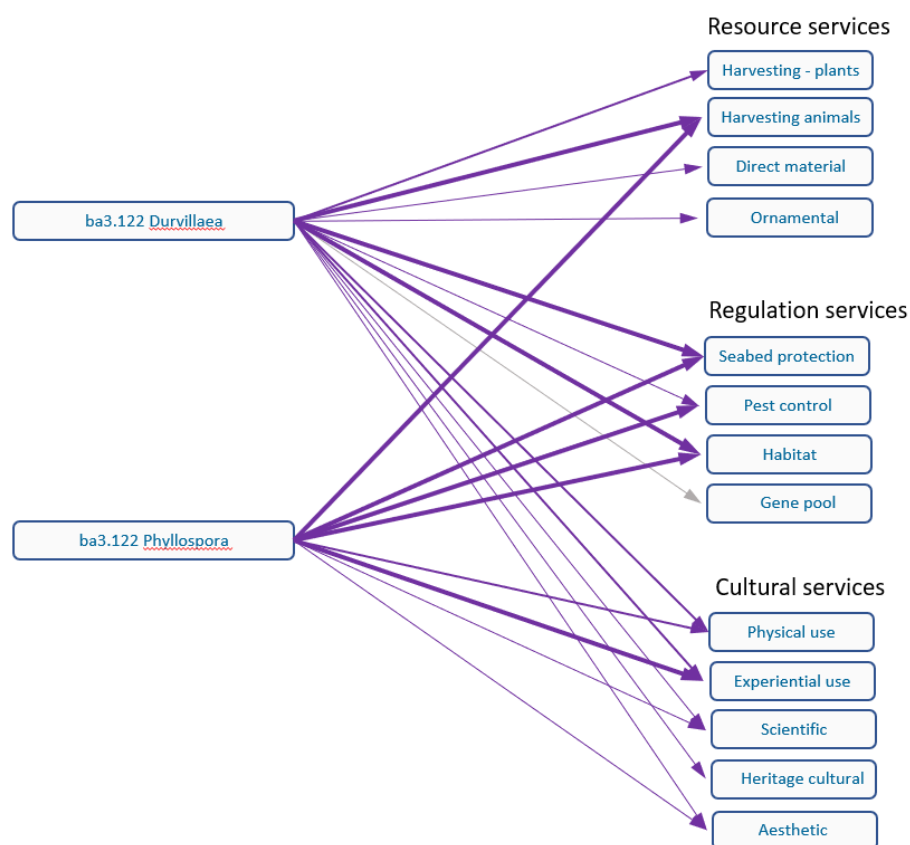 Resource services
Harvesting - plants
Harvesting animals
Direct material
Ornamental
ba3.122 Durvillaea
Regulation services
Seabed protection
Pest control
Habitat
Gene pool
ba3.122 Phyllospora
Cultural services
Physical use
Experiential use
Scientific
Heritage cultural
Aesthetic